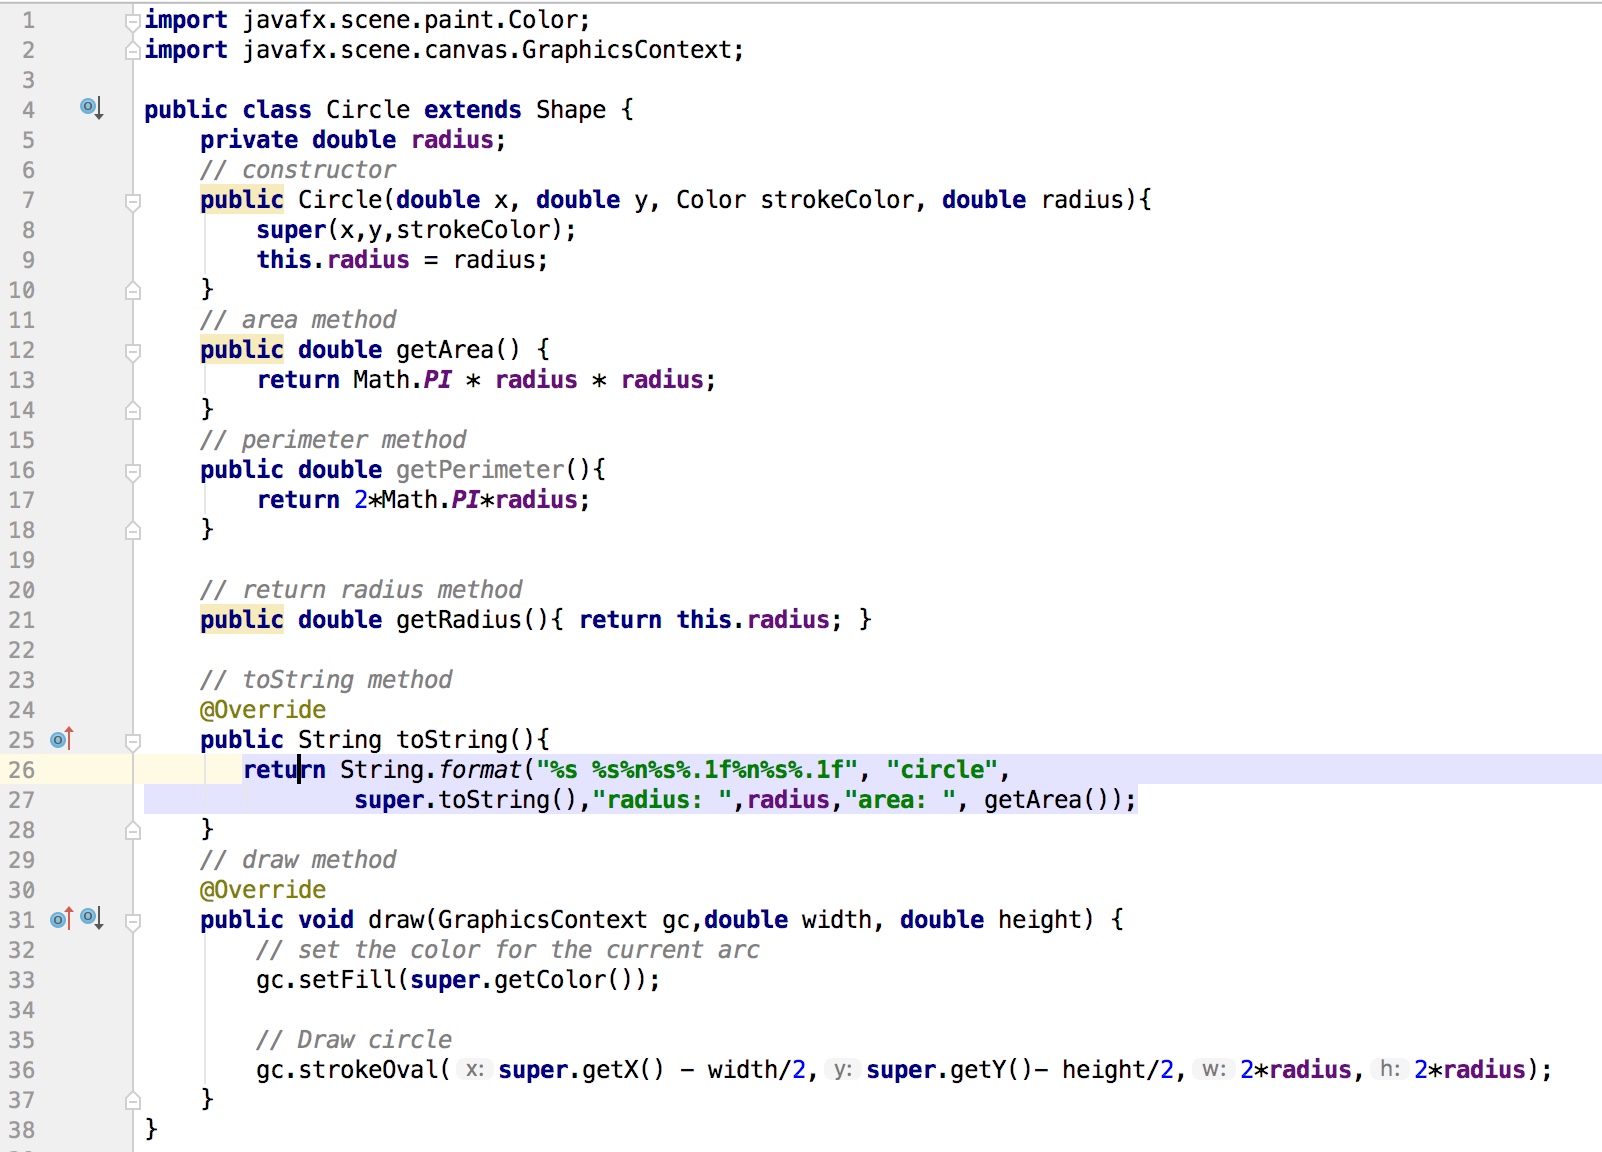 1 import javafx.scene.paint.Color;
2 import javafx.scene.canvas.GraphicsContext;
3
4 public class Circle extends Shape {
5     private double radius;
6     // constructor
7     public Circle(double x, double y, Color strokeColor, double radius){
8         super(x,y,strokeColor);
9         this.radius = radius;
10     }
11     // area method
12     public double getArea() {
13         return Math.PI * radius * radius;
14     }
15     // perimeter method
16     public double getPerimeter(){
17         return 2*Math.PI*radius;
18     }
19
20     // return radius method
21     public double getRadius(){ return this.radius; }
22
23     // toString method
24     @Override
25     public String toString(){
26        return String.format("%s %s%n%s%.1f%n%s%.1f", "circle",
27                super.toString(),"radius: ",radius,"area: ", getArea());
28     }
29     // draw method
30     @Override
31     public void draw(GraphicsContext gc,double width, double height) {
32         // set the color for the current arc
33         gc.setFill(super.getColor());
34
35         // Draw circle
36         gc.strokeOval( x: super.getX() - width/2, y: super.getY()- height/2, w: 2*radius, h: 2*radius);
37     }
38 }